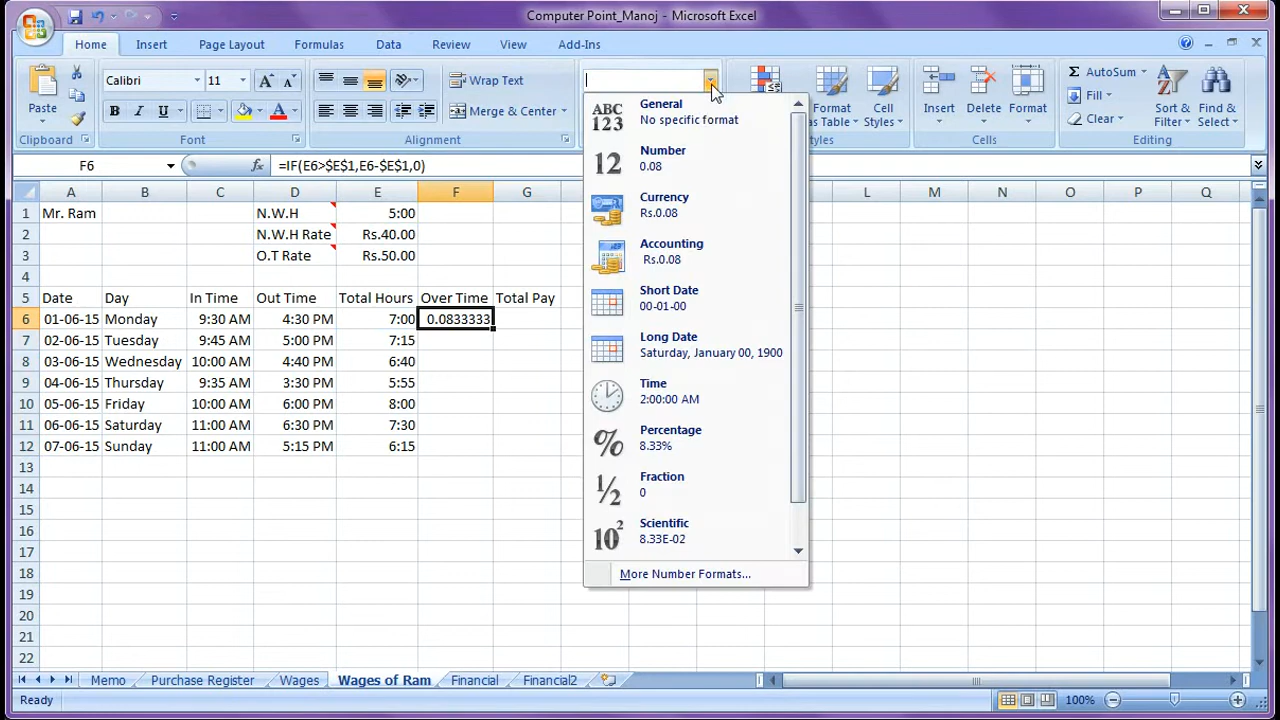 Computer Point_Manoj - Microsoft Excel
Home Insert Page Layout Formulas Data Review View Add-Ins
Paste
Clipboard
Calibri 11
B I U
Font
Wrap Text
Merge & Center
Alignment
Format as Table
Cell Styles
Insert Delete Format
Cells
AutoSum
Fill
Clear
Sort & Filter
Find & Select
Editing
F6 fx =IF(E6>$E$1,E6-$E$1,0)
A B C D E F G L M N O P Q
1 Mr. Ram N.W.H 5:00
2 N.W.H Rate Rs.40.00
3 O.T Rate Rs.50.00
4
5 Date Day In Time Out Time Total Hours Over Time Total Pay
6 01-06-15 Monday 9:30 AM 4:30 PM 7:00 0.0833333
7 02-06-15 Tuesday 9:45 AM 5:00 PM 7:15
8 03-06-15 Wednesday 10:00 AM 4:40 PM 6:40
9 04-06-15 Thursday 9:35 AM 3:30 PM 5:55
10 05-06-15 Friday 10:00 AM 6:00 PM 8:00
11 06-06-15 Saturday 11:00 AM 6:30 PM 7:30
12 07-06-15 Sunday 11:00 AM 5:15 PM 6:15
13
14
15
16
17
18
19
20
21
22
ABC 123
General
No specific format
12
Number
0.08
Currency
Rs.0.08
Accounting
Rs.0.08
Short Date
00-01-00
Long Date
Saturday, January 00, 1900
Time
2:00:00 AM
%
Percentage
8.33%
1/2
Fraction
0
10²
Scientific
8.33E-02
More Number Formats...
Memo Purchase Register Wages Wages of Ram Financial Financial2
Ready 100%